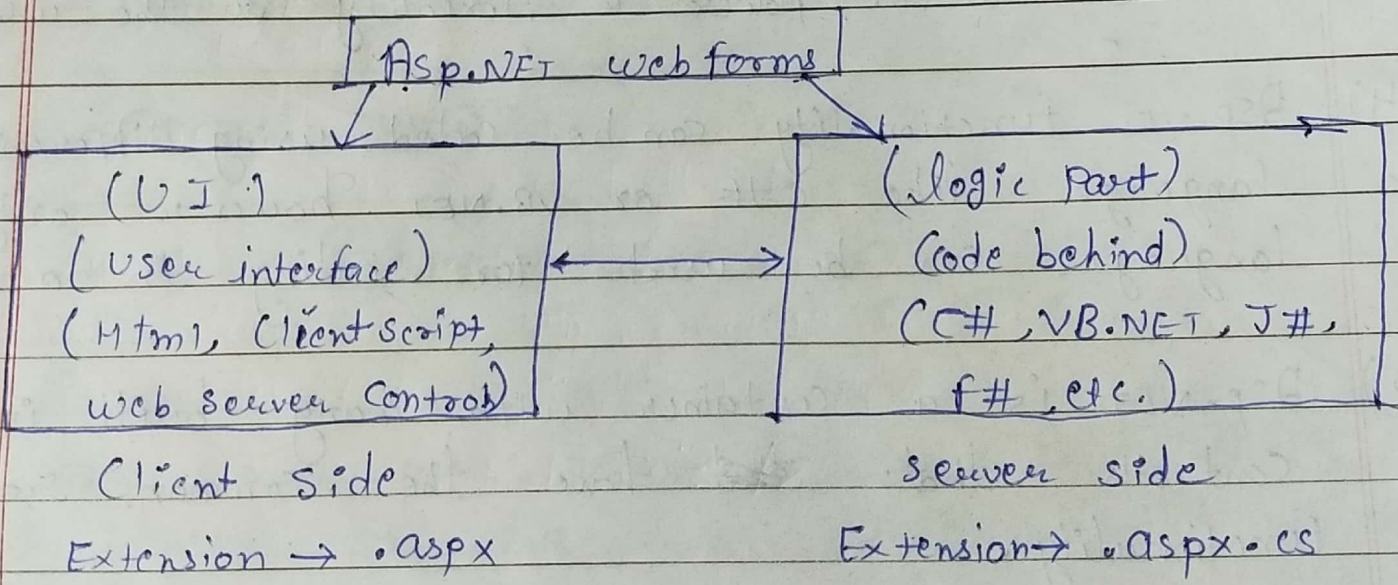 Asp.NET web forms
(UI.)
(user interface)
(Html, Client script,
web server Control)
Client side
Extension → .aspx
(logic part)
(Code behind)
(C#, VB.NET, J#,
f#, etc.)
server side
Extension → .aspx.cs